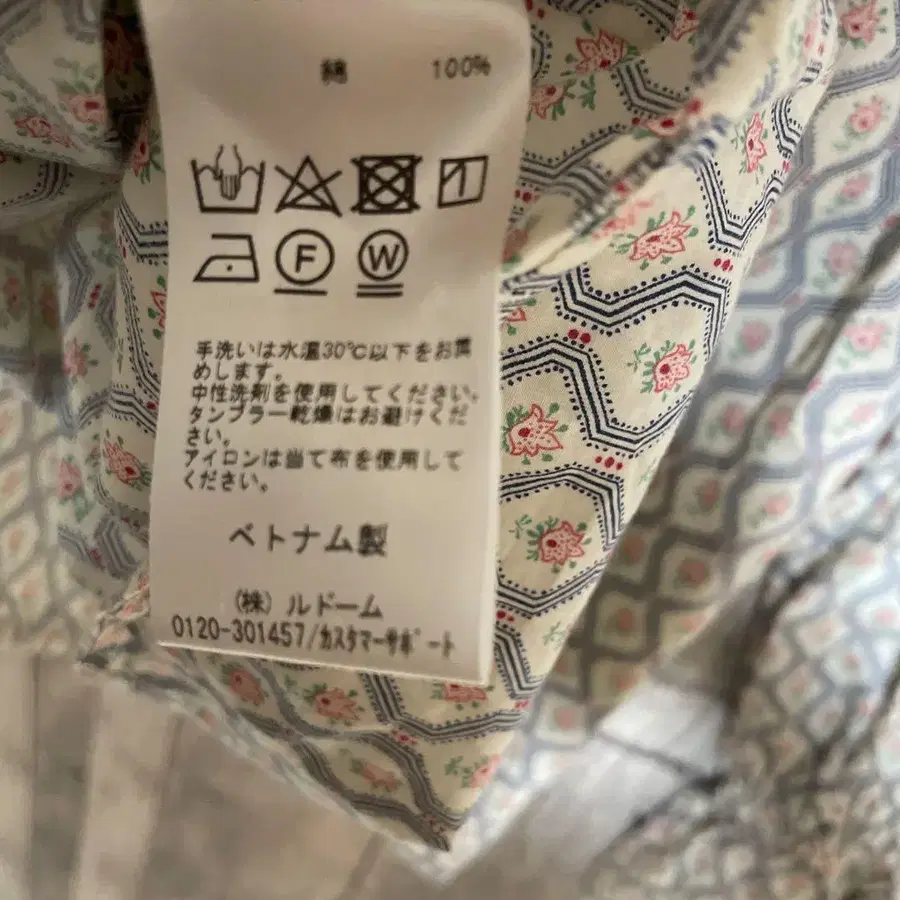 綿 100%
F W
手洗いは水温30℃以下をお奨
めします。
中性洗剤を使用してください。
タンブラー乾燥はお避けくだ
さい。
アイロンは当て布を使用して
ください。
ベトナム製
(株) ルドーム
0120-301457/カスタマーサポート